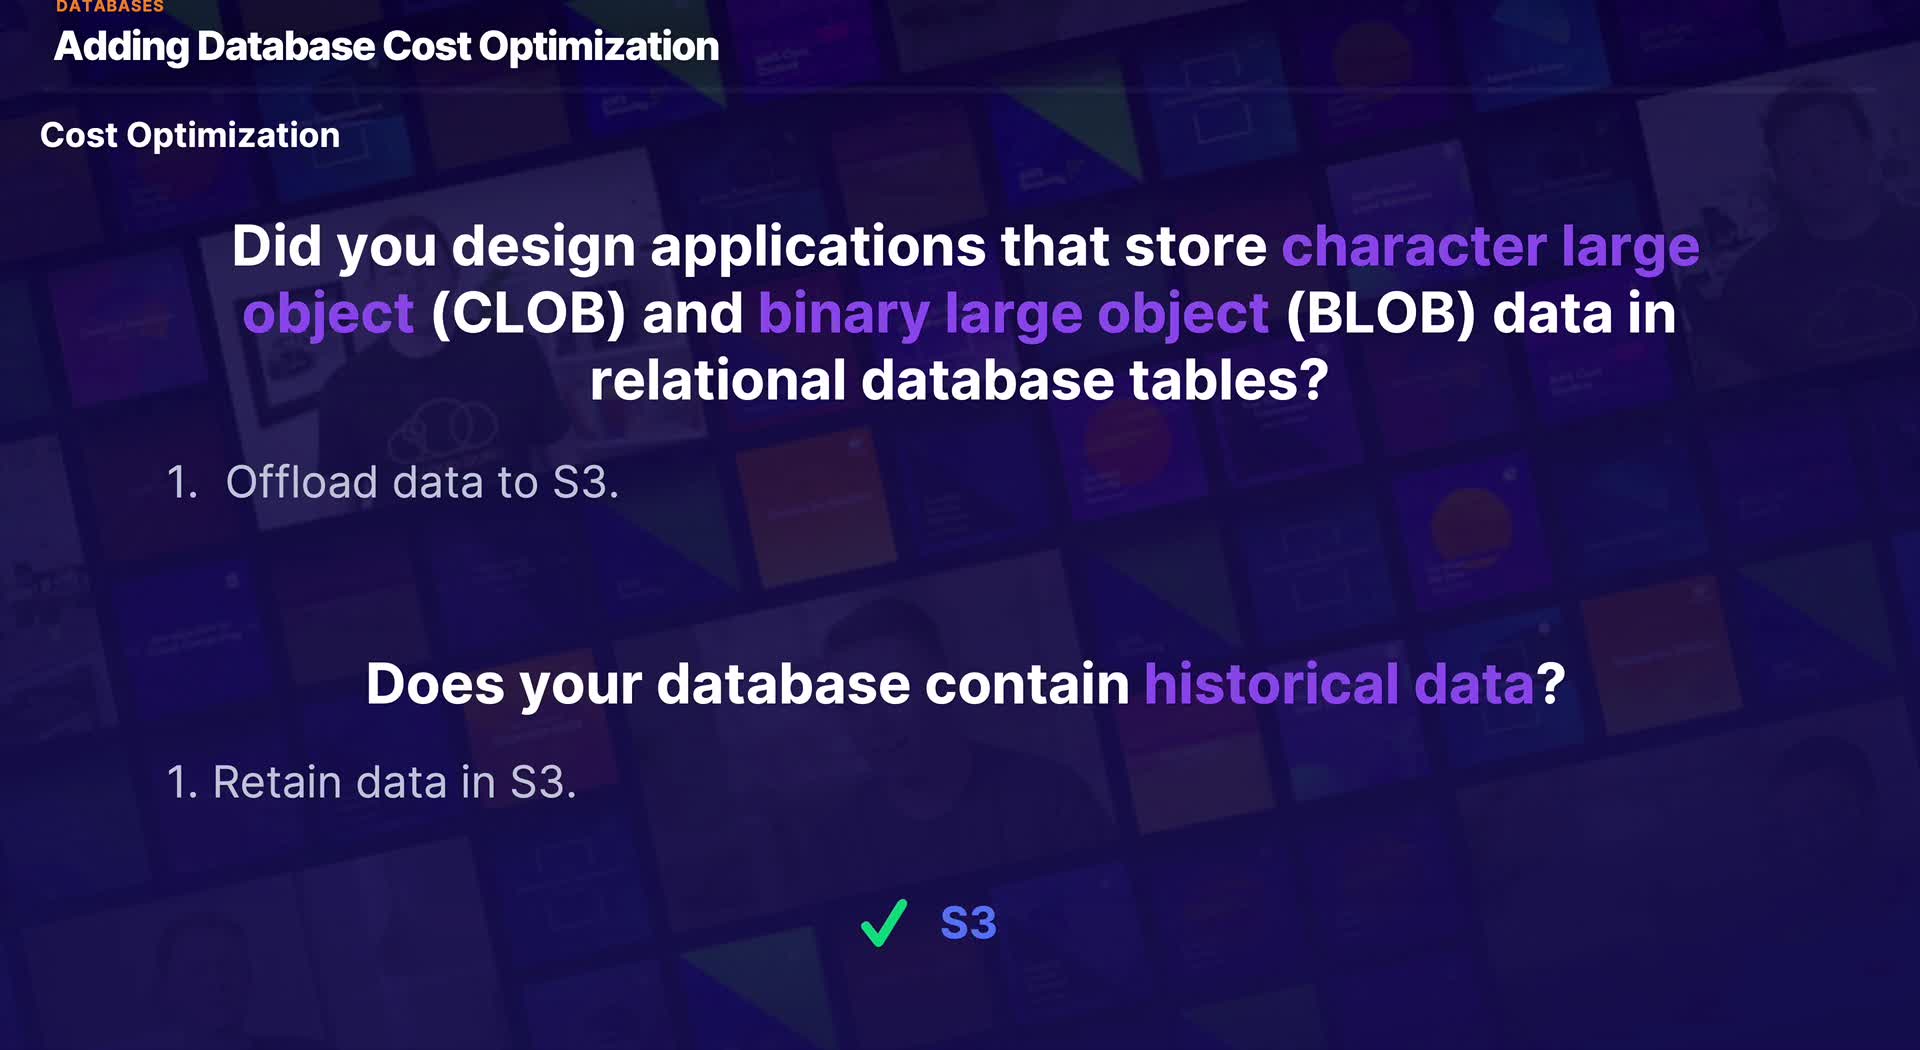 DATABASES
Adding Database Cost Optimization
Cost Optimization
Did you design applications that store character large
object (CLOB) and binary large object (BLOB) data in
relational database tables?
1. Offload data to S3.
Does your database contain historical data?
1. Retain data in S3.
S3